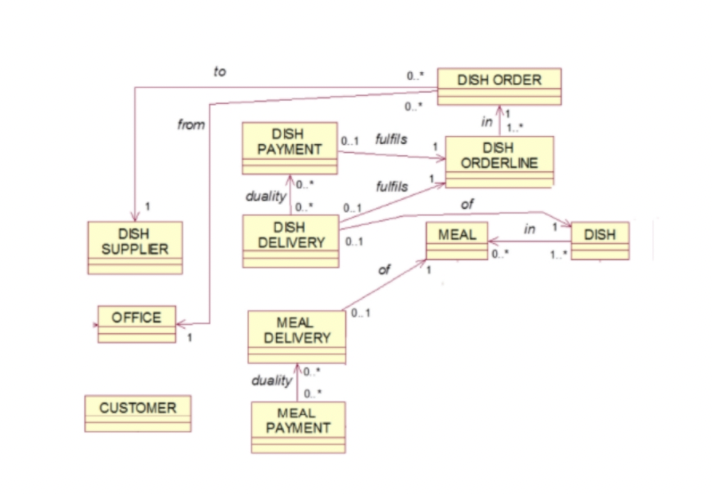 to
0..*
DISH ORDER
0..*
from
in
1
1..*
DISH
PAYMENT
0..1
fulfils
1
DISH
ORDERLINE
duality
0..*
0..*
fulfils
1
0..1
of
1
DISH
SUPPLIER
DISH
DELIVERY
0..1
MEAL
in
1
DISH
0..*
1..*
of
1
OFFICE
1
0..1
MEAL
DELIVERY
duality
0..*
0..*
CUSTOMER
MEAL
PAYMENT